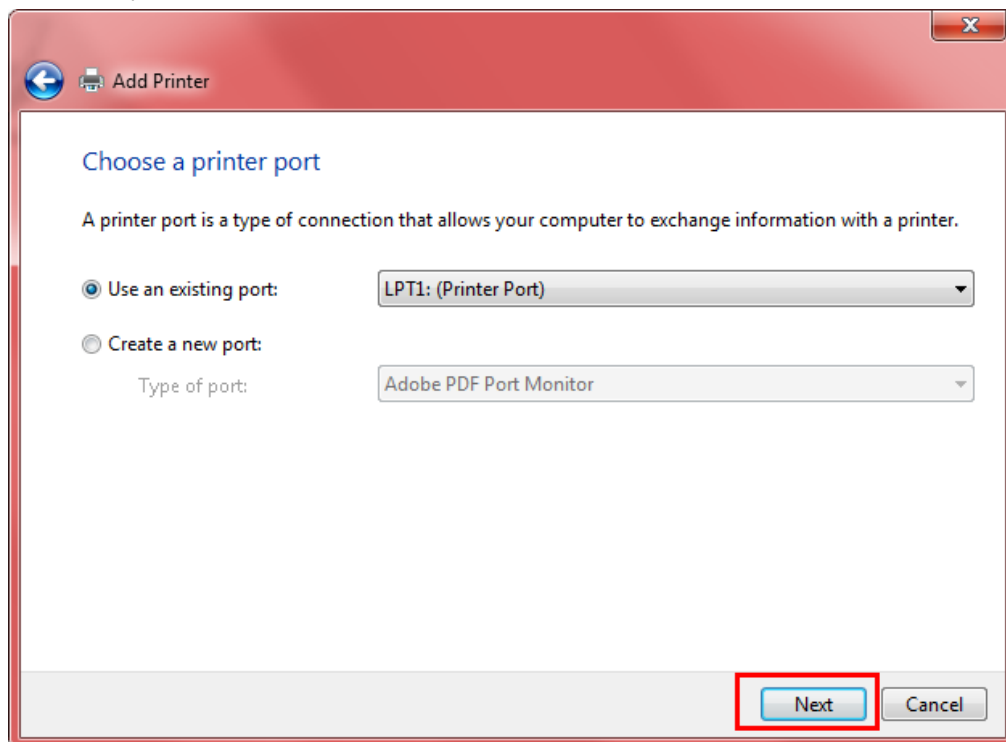 Add Printer
Choose a printer port
A printer port is a type of connection that allows your computer to exchange information with a printer.
Use an existing port: LPT1: (Printer Port)
Create a new port:
Type of port: Adobe PDF Port Monitor
Next Cancel